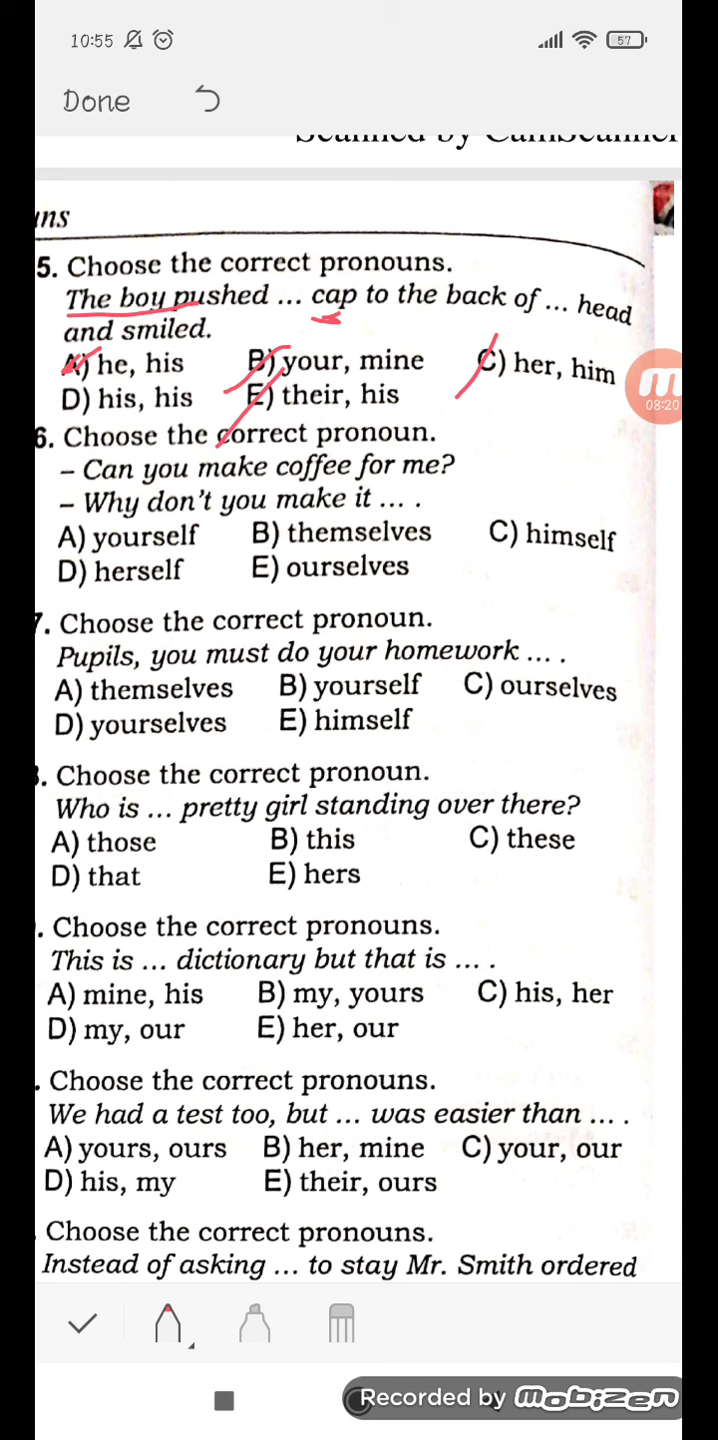 10:55 57
Done
Scanned by CamScanner
uns
5. Choose the correct pronouns.
The boy pushed ... cap to the back of ... head
and smiled.
A) he, his B) your, mine C) her, him
D) his, his E) their, his
08:20
6. Choose the correct pronoun.
– Can you make coffee for me?
– Why don't you make it ... .
A) yourself B) themselves C) himself
D) herself E) ourselves
7. Choose the correct pronoun.
Pupils, you must do your homework ... .
A) themselves B) yourself C) ourselves
D) yourselves E) himself
. Choose the correct pronoun.
Who is ... pretty girl standing over there?
A) those B) this C) these
D) that E) hers
. Choose the correct pronouns.
This is ... dictionary but that is ... .
A) mine, his B) my, yours C) his, her
D) my, our E) her, our
. Choose the correct pronouns.
We had a test too, but ... was easier than ... .
A) yours, ours B) her, mine C) your, our
D) his, my E) their, ours
Choose the correct pronouns.
Instead of asking ... to stay Mr. Smith ordered
Recorded by mobizen